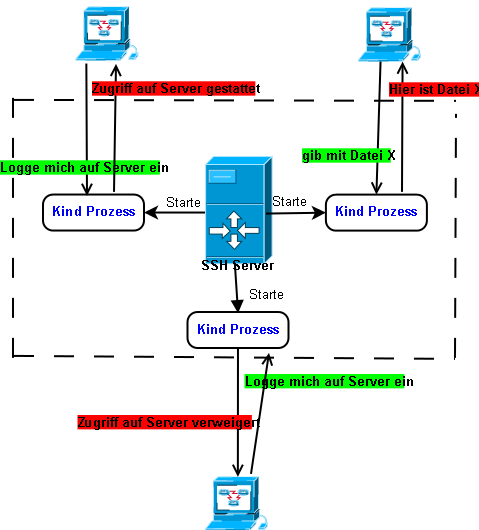 Zugriff auf Server gestattet
Hier ist Datei X
Logge mich auf Server ein
gib mit Datei X
Kind Prozess
Starte
Starte
Kind Prozess
SSH Server
Starte
Kind Prozess
Logge mich auf Server ein
Zugriff auf Server verweigert